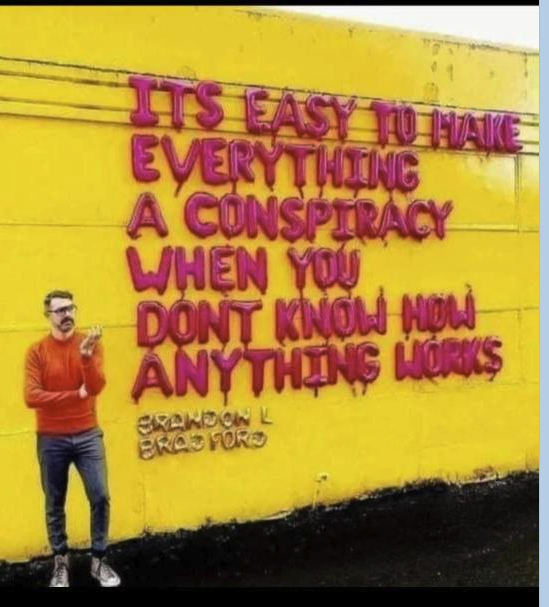 ITS EASY TO MAKE
EVERYTHING
A CONSPIRACY
WHEN YOU
DONT KNOW HOW
ANYTHING WORKS
BRANDON L
BRADFORD